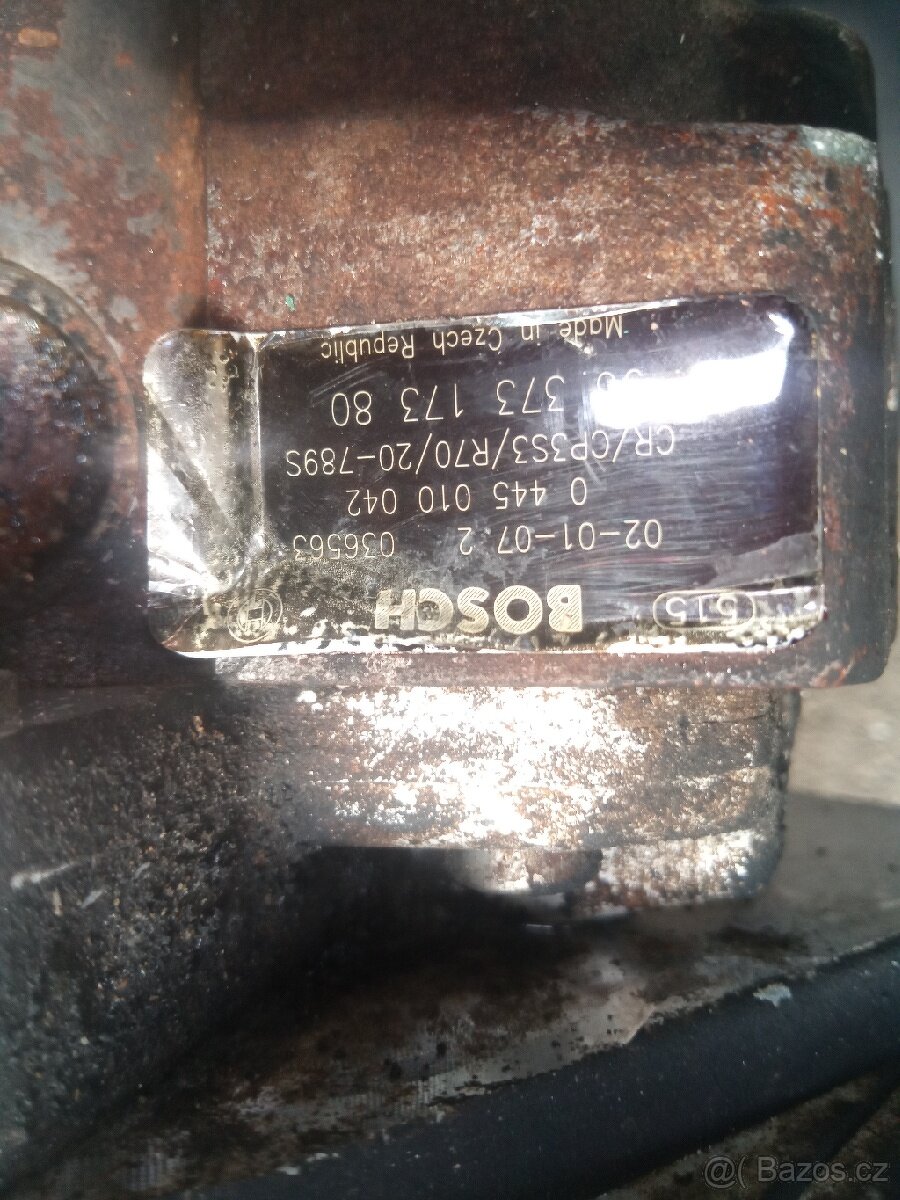 515 BOSCH
02-01-07 2 036563
0 445 010 042
CR/CP3S3/R70/20-789S
373 173 80
Made in Czech Republic
@( Bazos.cz